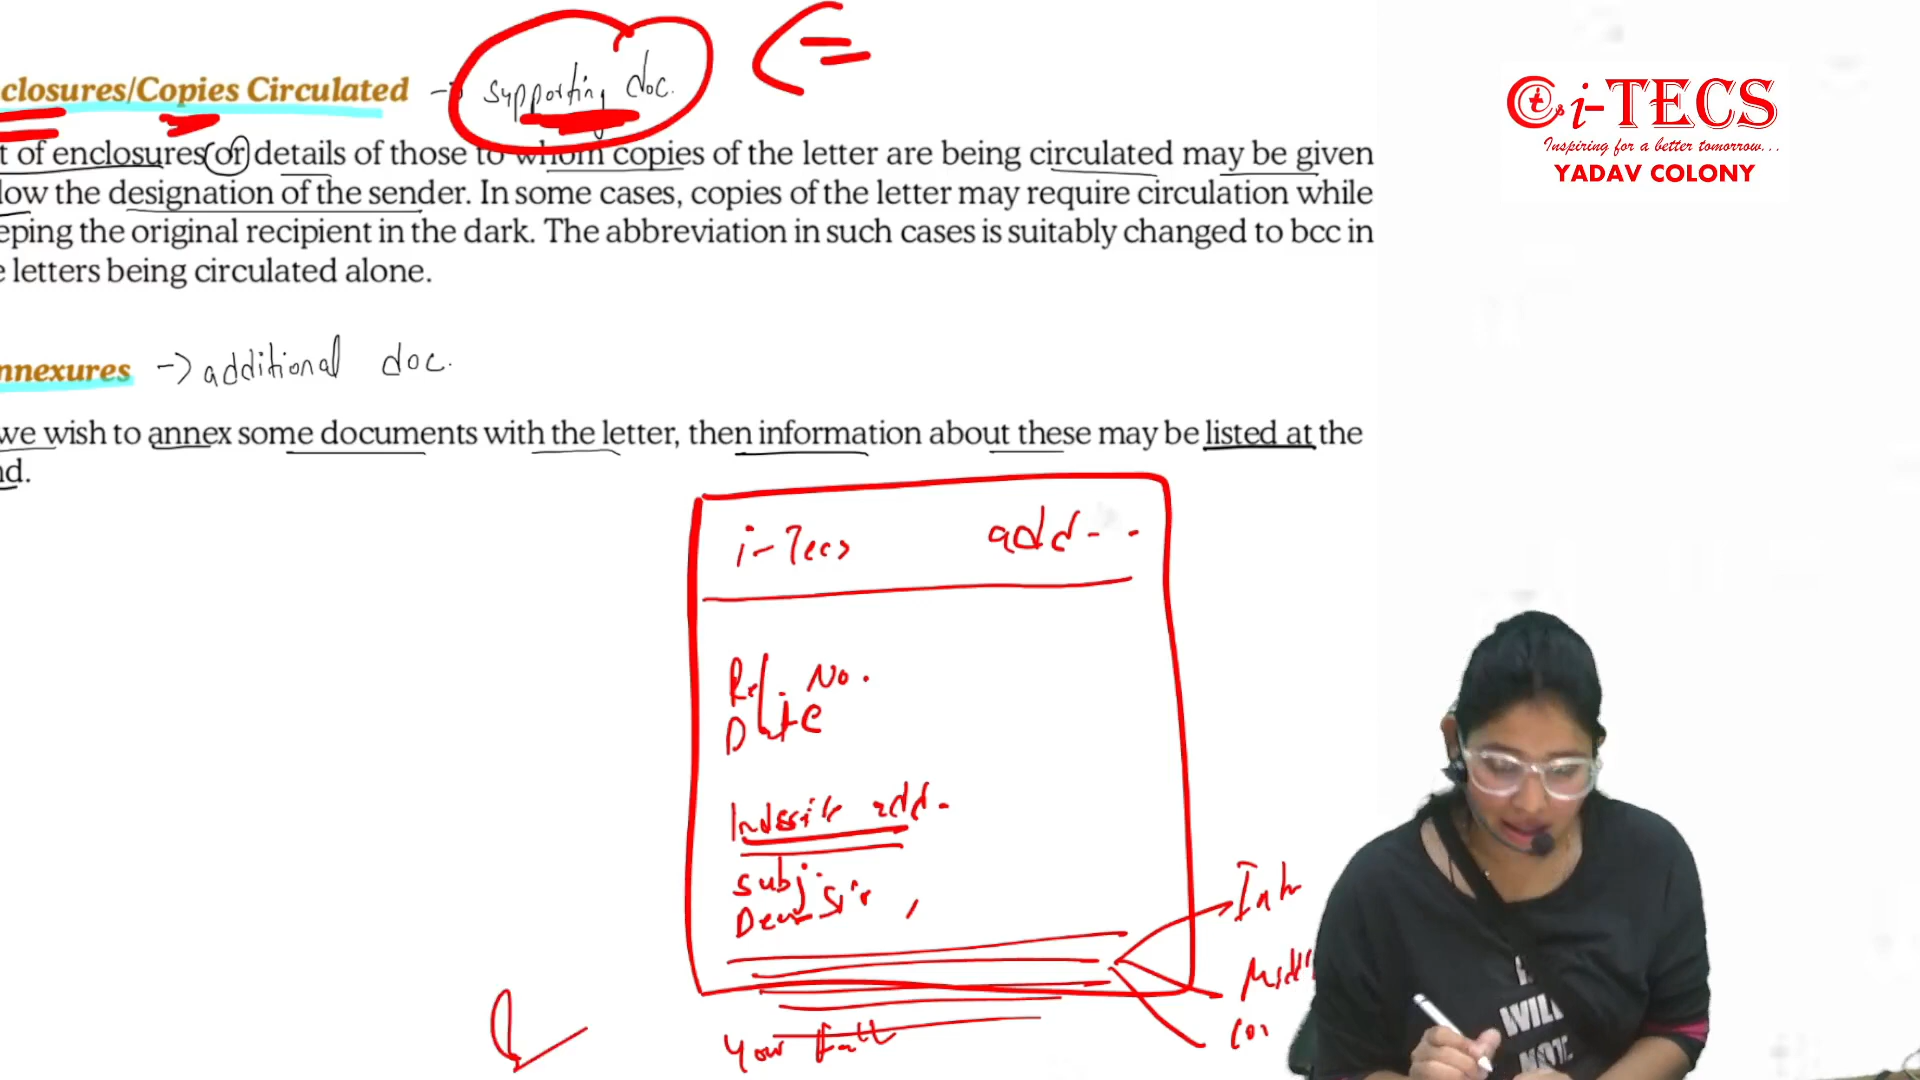 closures/Copies Circulated → supporting doc.
t of enclosures or details of those to whom copies of the letter are being circulated may be given
low the designation of the sender. In some cases, copies of the letter may require circulation while
eping the original recipient in the dark. The abbreviation in such cases is suitably changed to bcc in
e letters being circulated alone.
nnexures → additional doc.
we wish to annex some documents with the letter, then information about these may be listed at the
nd.
i-Tecs add--
Ref. No.
Date
add.
Subj.
Dear Sir,
i-TECS
Inspiring for a better tomorrow...
YADAV COLONY
I WILL
NOT